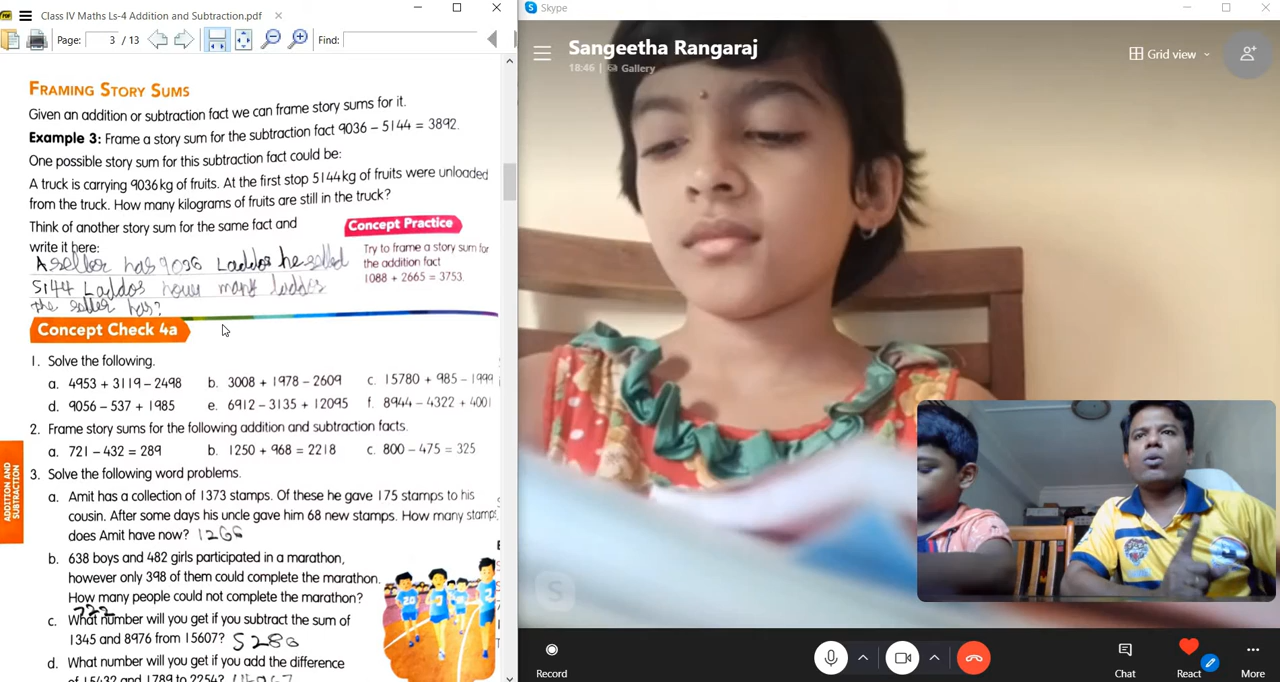 Class IV Maths Ls-4 Addition and Subtraction.pdf
Page: 3 / 13
Find:
FRAMING STORY SUMS
Given an addition or subtraction fact we can frame story sums for it.
Example 3: Frame a story sum for the subtraction fact 9036 – 5144 = 3892.
One possible story sum for this subtraction fact could be:
A truck is carrying 9036 kg of fruits. At the first stop 5144 kg of fruits were unloaded
from the truck. How many kilograms of fruits are still in the truck?
Think of another story sum for the same fact and
write it here:
A seller has 9036 Laddos he selled
5144 Laddos how many laddos
the seller has?
Concept Practice
Try to frame a story sum for
the addition fact
1088 + 2665 = 3753.
Concept Check 4a
1. Solve the following.
a. 4953 + 3119 – 2498 b. 3008 + 1978 – 2609 c. 15780 + 985 – 1999
d. 9056 – 537 + 1985 e. 6912 – 3135 + 12095 f. 8944 – 4322 + 4001
2. Frame story sums for the following addition and subtraction facts.
a. 721 – 432 = 289 b. 1250 + 968 = 2218 c. 800 – 475 = 325
3. Solve the following word problems.
a. Amit has a collection of 1373 stamps. Of these he gave 175 stamps to his
cousin. After some days his uncle gave him 68 new stamps. How many stamps
does Amit have now? 1266
b. 638 boys and 482 girls participated in a marathon,
however only 398 of them could complete the marathon.
How many people could not complete the marathon?
722
c. What number will you get if you subtract the sum of
1345 and 8976 from 15607? 5286
d. What number will you get if you add the difference
of 15432 and 1789 to 2254?
ADDITION AND
SUBTRACTION
Skype
Sangeetha Rangaraj
18:46 | Gallery
Grid view
Record
Chat
React
More